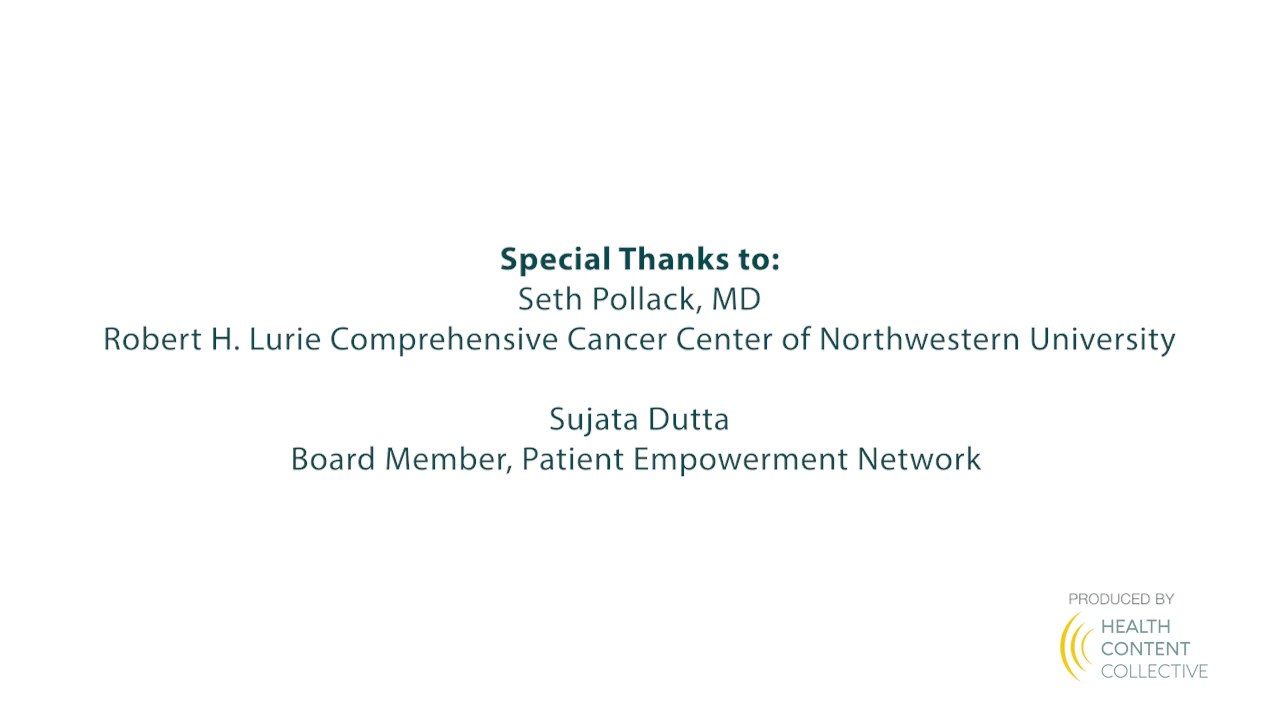 Special Thanks to:
Seth Pollack, MD
Robert H. Lurie Comprehensive Cancer Center of Northwestern University
Sujata Dutta
Board Member, Patient Empowerment Network
PRODUCED BY
HEALTH
CONTENT
COLLECTIVE